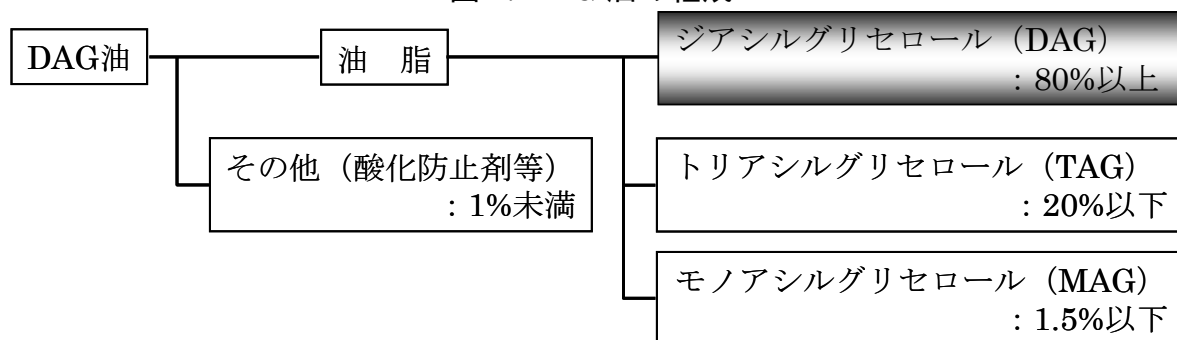 DAG油
油　脂
ジアシルグリセロール（DAG）
：80%以上
その他（酸化防止剤等）
：1%未満
トリアシルグリセロール（TAG）
：20%以下
モノアシルグリセロール（MAG）
：1.5%以下